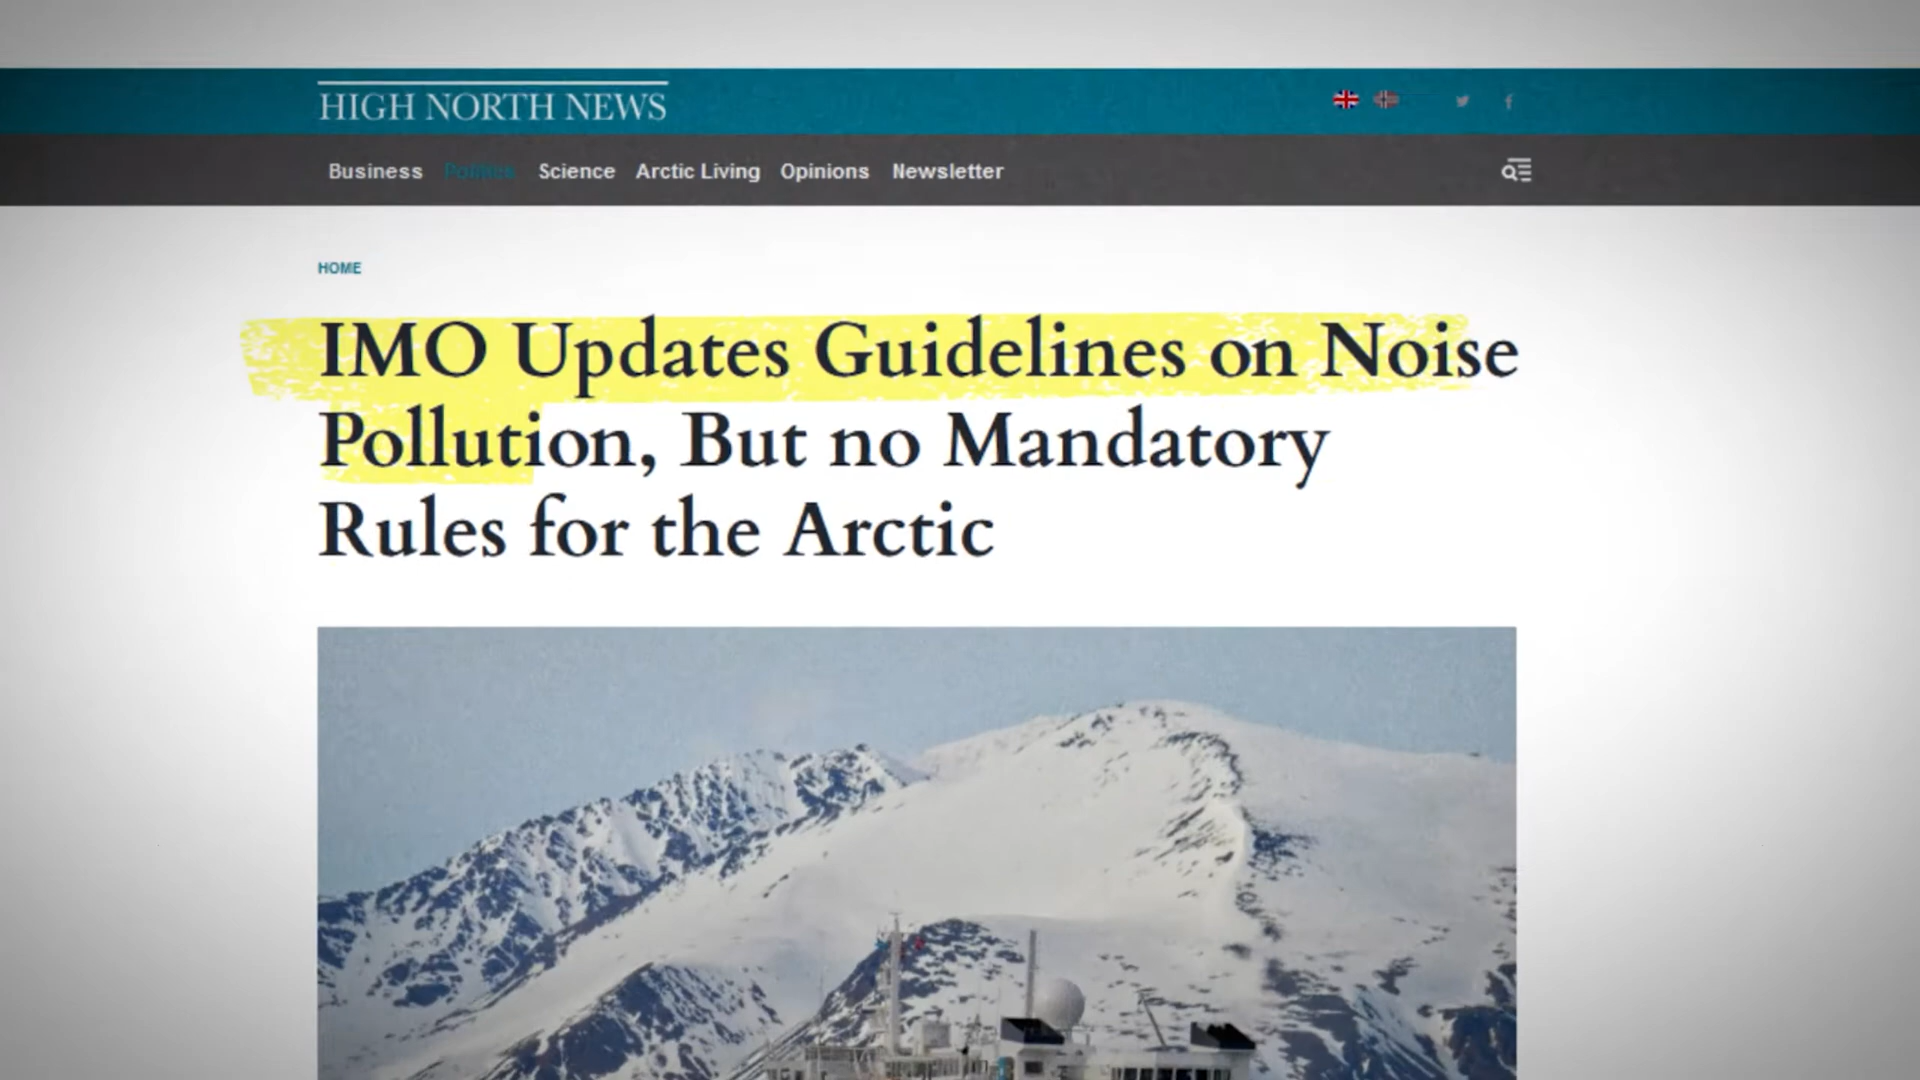 HIGH NORTH NEWS
Business Politics Science Arctic Living Opinions Newsletter
HOME
IMO Updates Guidelines on Noise
Pollution, But no Mandatory
Rules for the Arctic